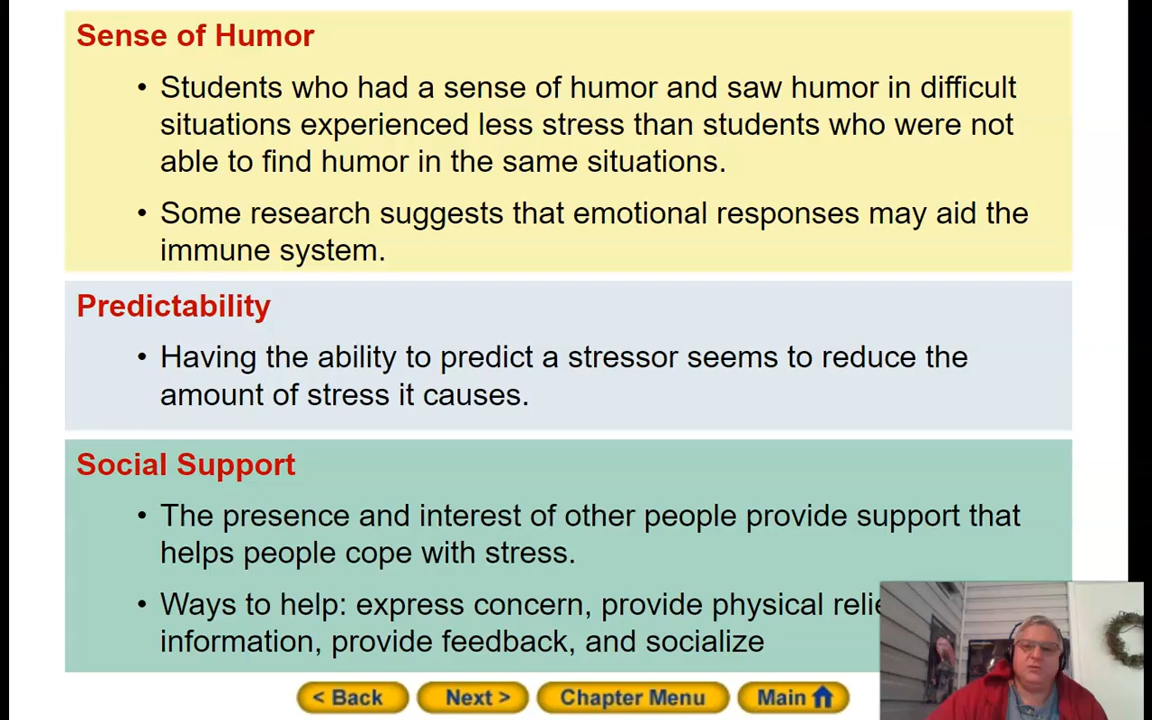 Sense of Humor
• Students who had a sense of humor and saw humor in difficult
situations experienced less stress than students who were not
able to find humor in the same situations.
• Some research suggests that emotional responses may aid the
immune system.
Predictability
• Having the ability to predict a stressor seems to reduce the
amount of stress it causes.
Social Support
• The presence and interest of other people provide support that
helps people cope with stress.
• Ways to help: express concern, provide physical
information, provide feedback, and socialize
< Back
Next >
Chapter Menu
Main